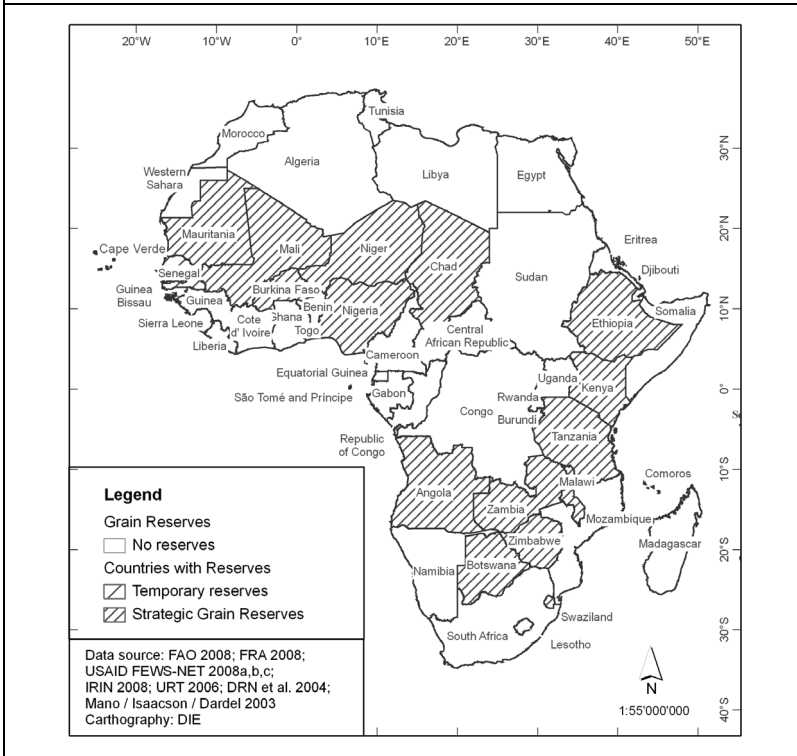 20°W 10°W 0° 10°E 20°E 30°E 40°E 50°E
Tunisia
Morocco
Algeria
Libya
Egypt
30°N
Western
Sahara
Mauritania
Mali
Niger
Chad
Sudan
20°N
Cape Verde
Eritrea
Senegal
Djibouti
Burkina Faso
Guinea
Bissau
Guinea
Benin
Nigeria
10°N
Somalia
Sierra Leone
Cote
d' Ivoire
Ghana
Togo
Ethiopia
Liberia
Central
African Republic
Cameroon
Equatorial Guinea
Uganda
Kenya
0°
São Tomé and Príncipe
Gabon
Rwanda
Congo
Burundi
Tanzania
Republic
of Congo
10°S
Comoros
Malawi
Angola
Zambia
Mozambique
Zimbabwe
Madagascar
20°S
Namibia
Botswana
Swaziland
South Africa
Lesotho
30°S
N
1:55'000'000
40°S
Legend
Grain Reserves
No reserves
Countries with Reserves
Temporary reserves
Strategic Grain Reserves
Data source: FAO 2008; FRA 2008;
USAID FEWS-NET 2008a,b,c;
IRIN 2008; URT 2006; DRN et al. 2004;
Mano / Isaacson / Dardel 2003
Carthography: DIE